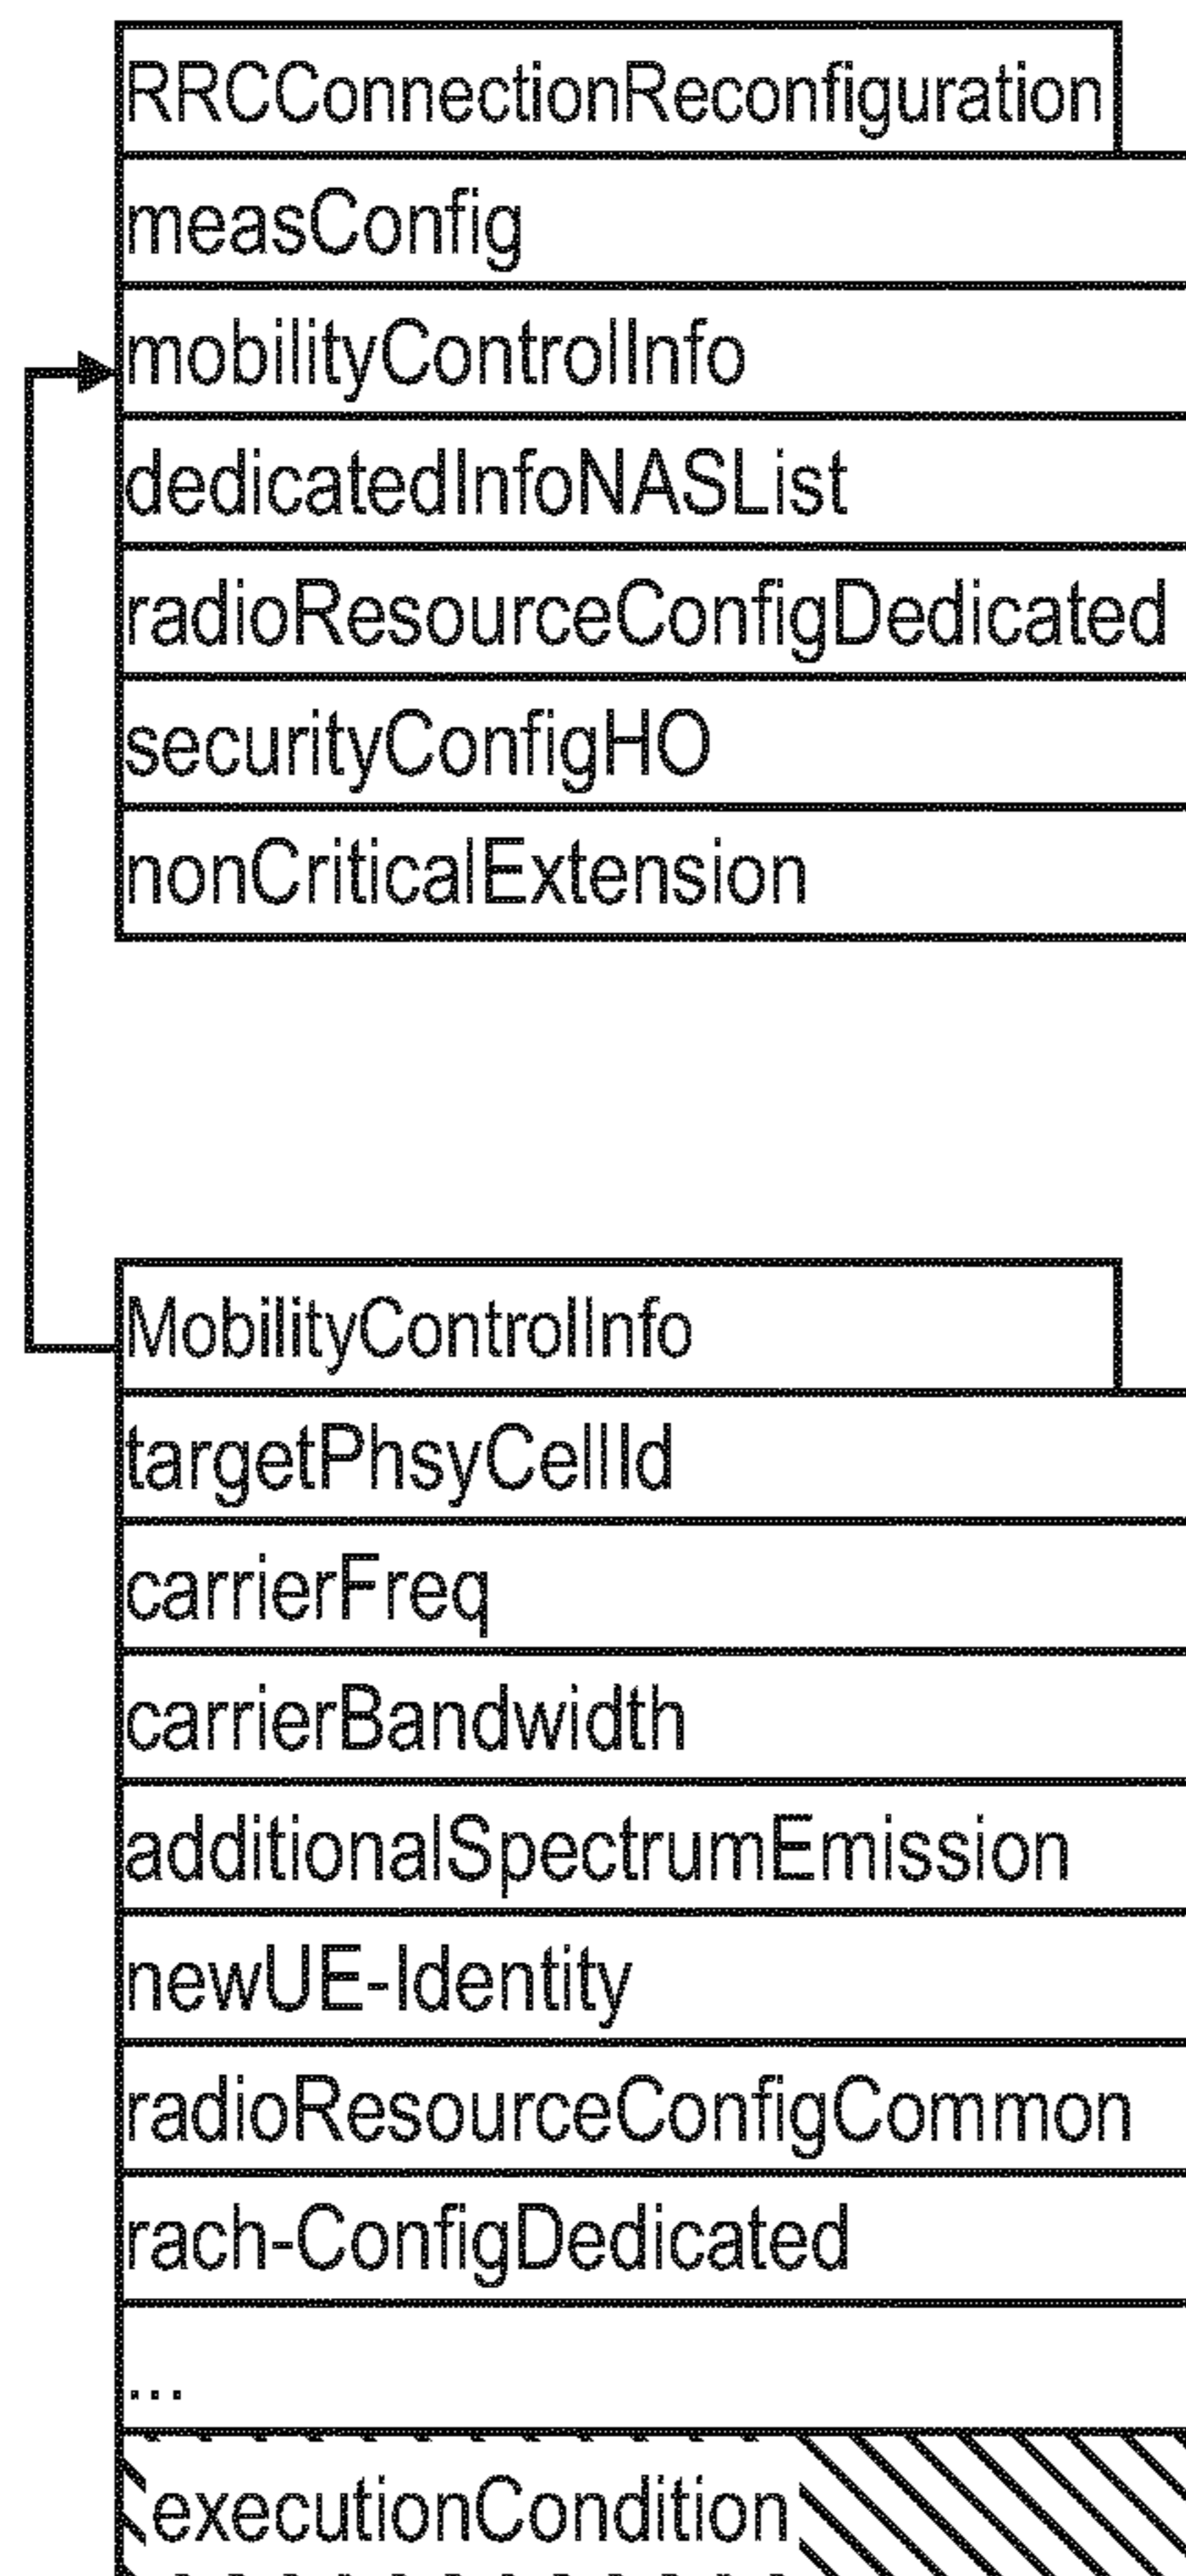 RRCConnectionReconfiguration
measConfig
mobilityControlInfo
dedicatedInfoNASList
radioResourceConfigDedicated
securityConfigHO
nonCriticalExtension
MobilityControlInfo
targetPhsyCellId
carrierFreq
carrierBandwidth
additionalSpectrumEmission
newUE-Identity
radioResourceConfigCommon
rach-ConfigDedicated
...
executionCondition